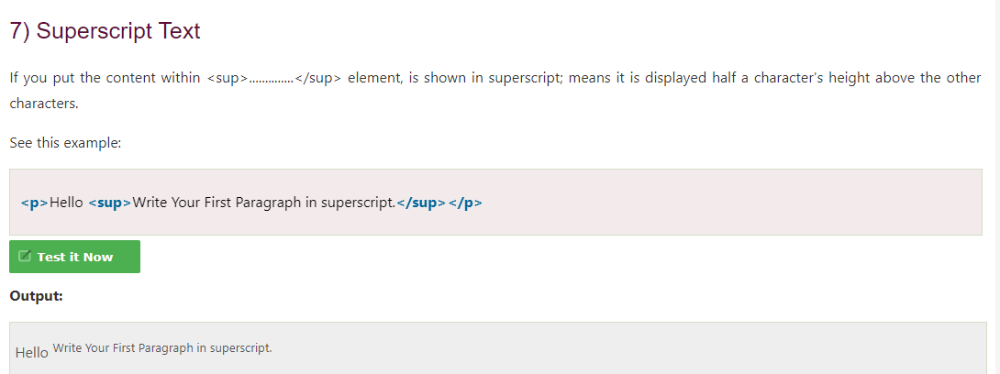 7) Superscript Text
If you put the content within <sup>..............</sup> element, is shown in superscript; means it is displayed half a character's height above the other
characters.
See this example:
<p>Hello <sup>Write Your First Paragraph in superscript.</sup></p>
Test it Now
Output:
Hello Write Your First Paragraph in superscript.